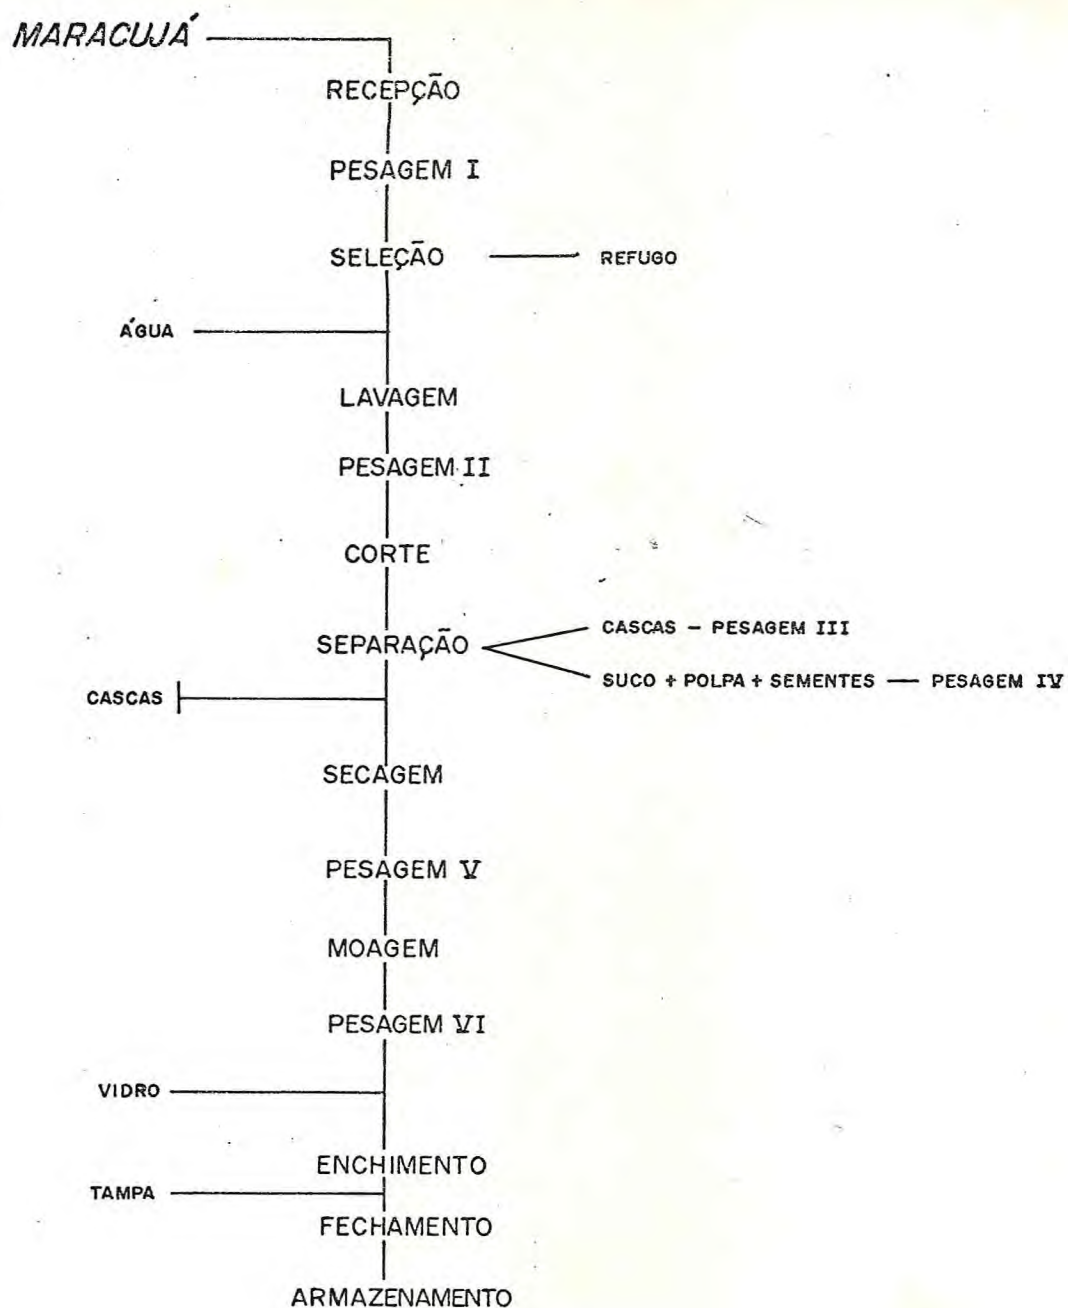 MARACUJÁ
RECEPÇÃO
PESAGEM I
SELEÇÃO
REFUGO
ÁGUA
LAVAGEM
PESAGEM II
CORTE
SEPARAÇÃO
CASCAS - PESAGEM III
SUCO + POLPA + SEMENTES — PESAGEM IV
CASCAS
SECAGEM
PESAGEM V
MOAGEM
PESAGEM VI
VIDRO
ENCHIMENTO
TAMPA
FECHAMENTO
ARMAZENAMENTO